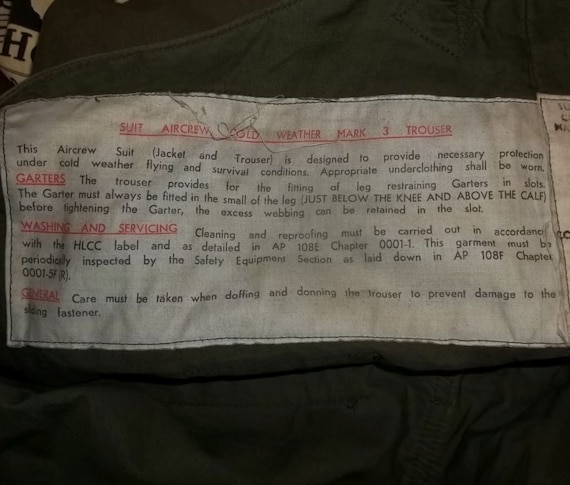 SUIT AIRCREW COLD WEATHER MARK 3 TROUSER
This Aircrew Suit (Jacket and Trouser) is designed to provide necessary protection
under cold weather flying and survival conditions. Appropriate underclothing shall be worn.
GARTERS The trouser provides for the fitting of leg restraining Garters in slots.
The Garter must always be fitted in the small of the leg (JUST BELOW THE KNEE AND ABOVE THE CALF)
before tightening the Garter, the excess webbing can be retained in the slot.
WASHING AND SERVICING Cleaning and reproofing must be carried out in accordance
with the HLCC label and as detailed in AP 108E Chapter 0001-1. This garment must be
periodically inspected by the Safety Equipment Section as laid down in AP 108F Chapter
0001-5F(R).
GENERAL Care must be taken when doffing and donning the trouser to prevent damage to the
sliding fastener.